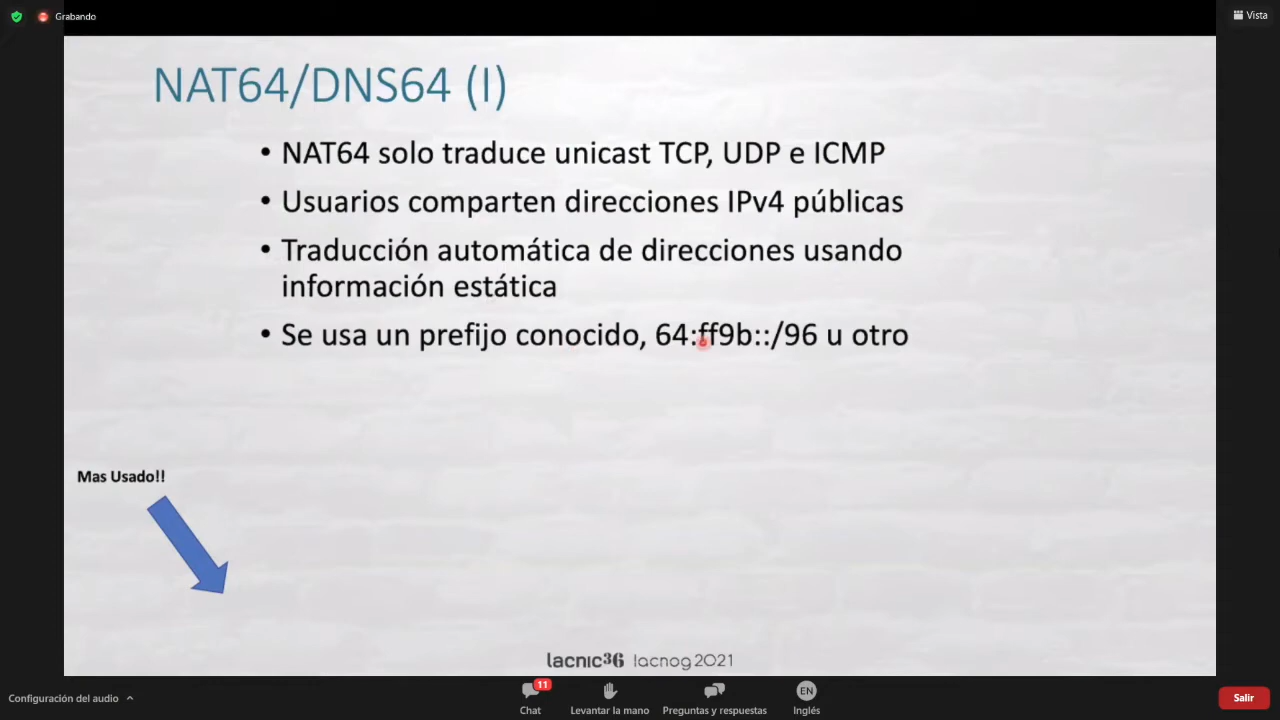 Grabando
Vista
NAT64/DNS64 (I)
• NAT64 solo traduce unicast TCP, UDP e ICMP
• Usuarios comparten direcciones IPv4 públicas
• Traducción automática de direcciones usando
información estática
• Se usa un prefijo conocido, 64:ff9b::/96 u otro
Mas Usado!!
lacnic36 lacnog2021
Configuración del audio
11
Chat
Levantar la mano
Preguntas y respuestas
EN
Inglés
Salir